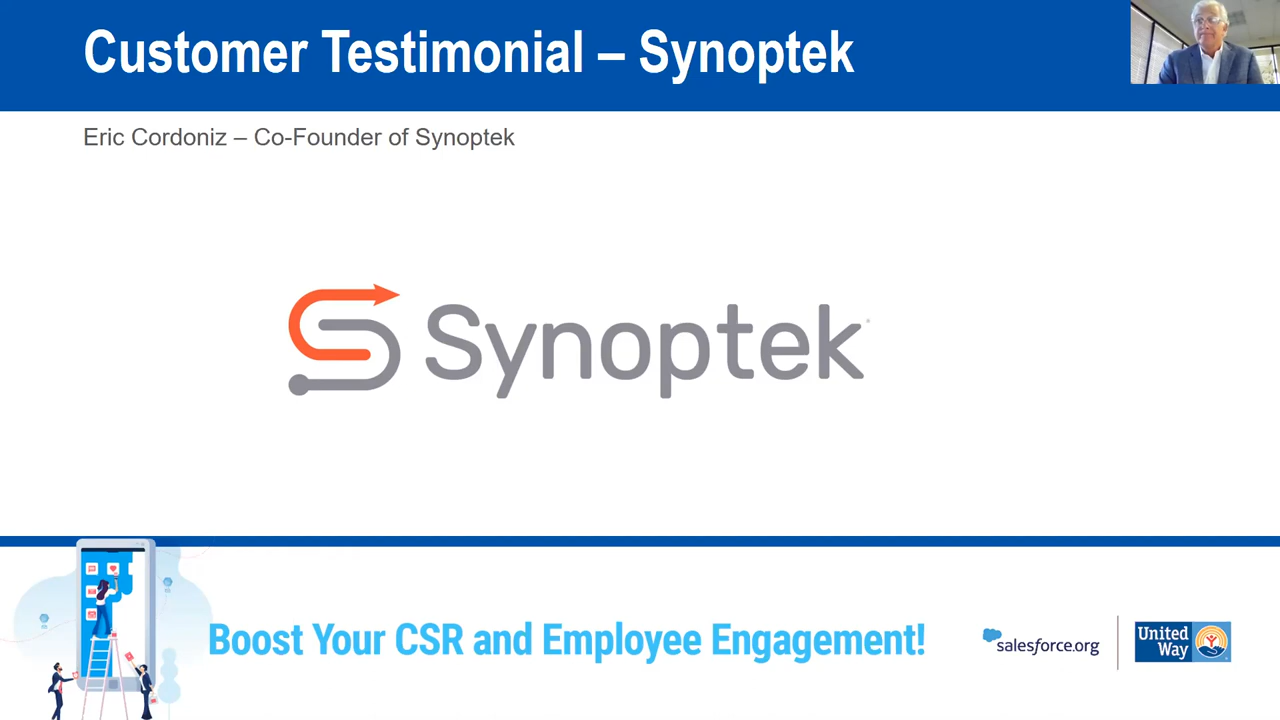 Customer Testimonial – Synoptek
Eric Cordoniz – Co-Founder of Synoptek
Synoptek
Boost Your CSR and Employee Engagement!
salesforce.org
United
Way